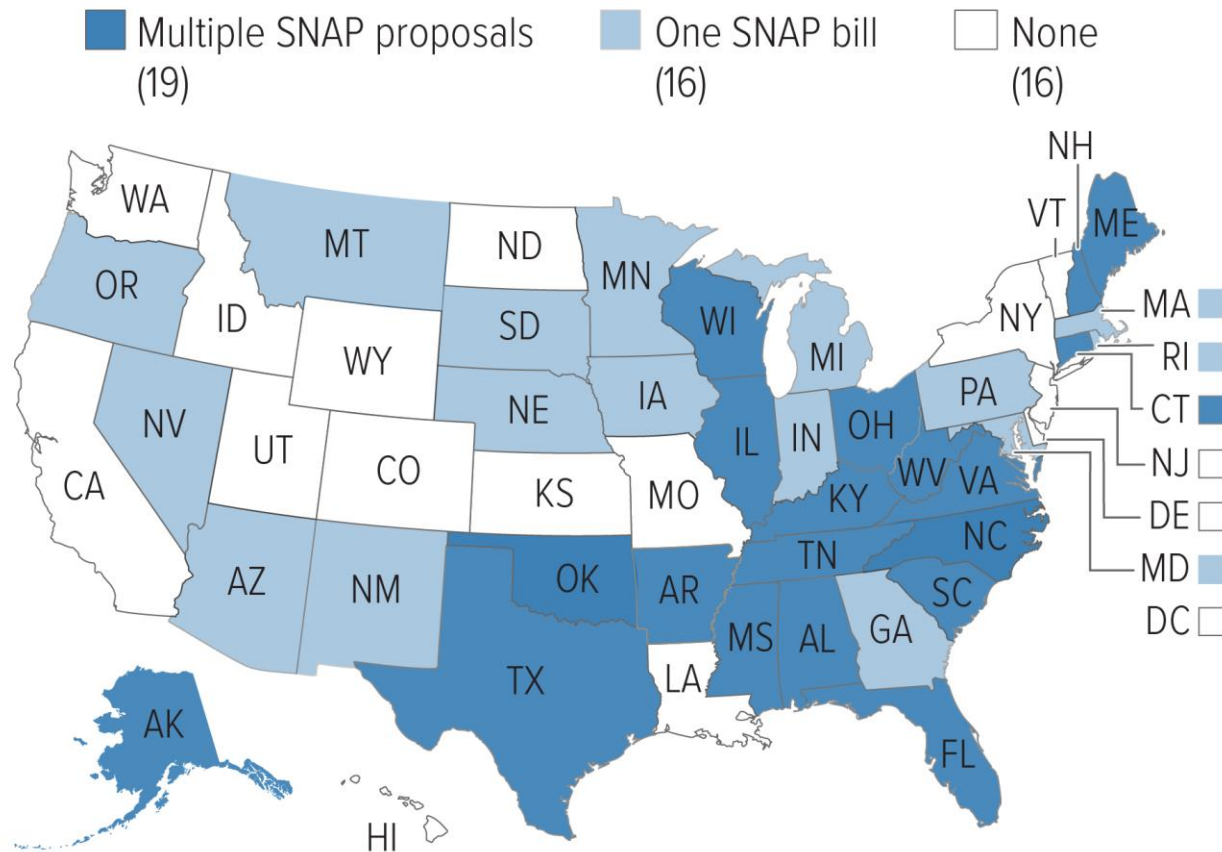 Multiple SNAP proposals
(19)
One SNAP bill
(16)
None
(16)
NH
WA
VT
ME
MT
ND
MN
OR
ID
SD
WI
NY
MA
WY
MI
RI
NV
NE
IA
PA
CT
UT
CO
IL
IN
OH
NJ
CA
KS
MO
WV
VA
KY
DE
NC
TN
AZ
NM
OK
AR
SC
MD
MS
AL
GA
DC
TX
LA
AK
FL
HI